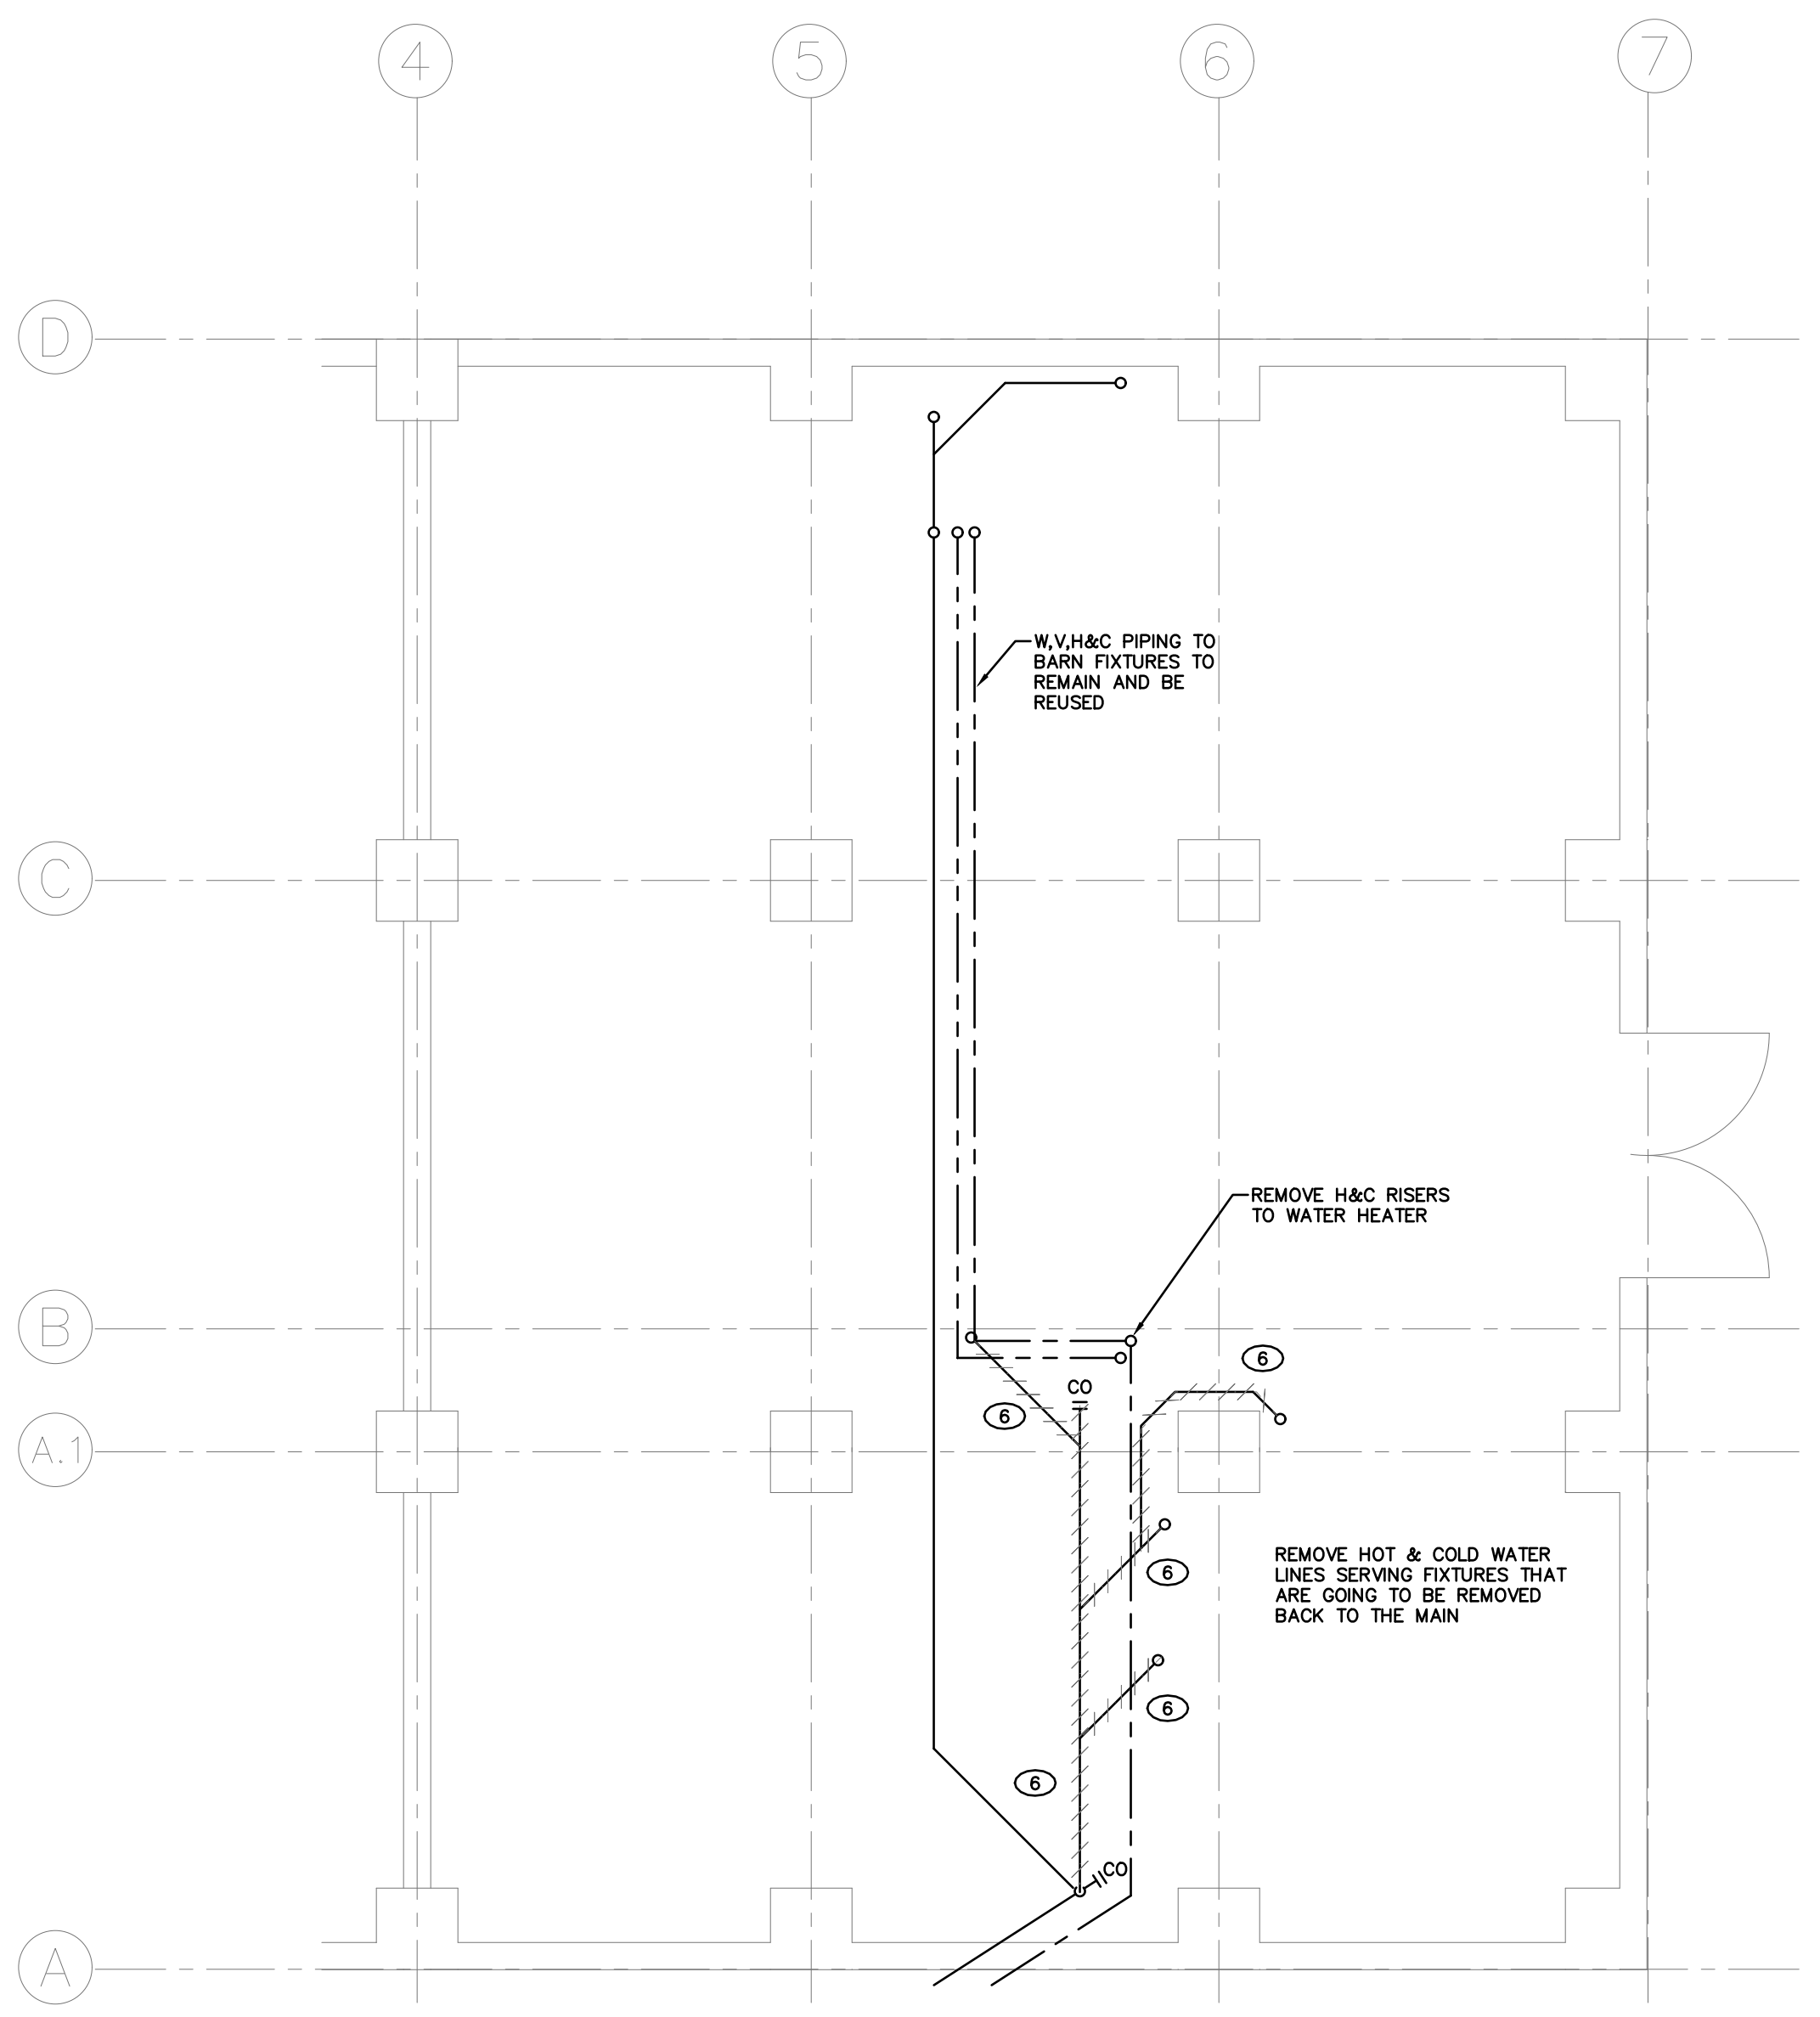 4
5
6
7
D
W,V,H&C PIPING TO
BARN FIXTURES TO
REMAIN AND BE
REUSED
C
REMOVE H&C RISERS
TO WATER HEATER
B
6
CO
6
A.1
REMOVE HOT & COLD WATER
LINES SERVING FIXTURES THAT
ARE GOING TO BE REMOVED
BACK TO THE MAIN
6
6
6
CO
A